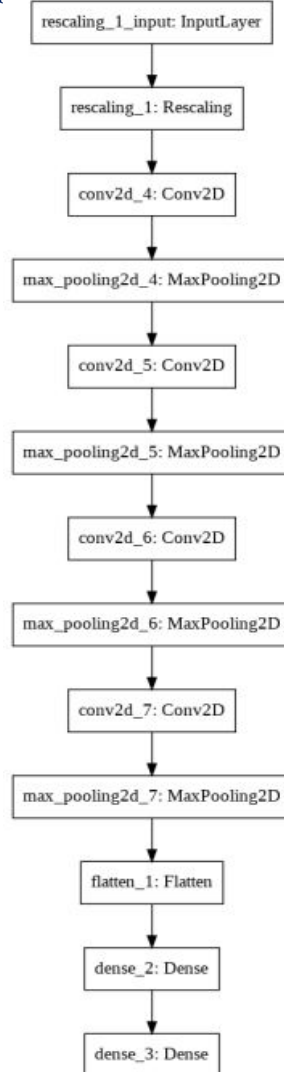 rescaling_1_input: InputLayer
rescaling_1: Rescaling
conv2d_4: Conv2D
max_pooling2d_4: MaxPooling2D
conv2d_5: Conv2D
max_pooling2d_5: MaxPooling2D
conv2d_6: Conv2D
max_pooling2d_6: MaxPooling2D
conv2d_7: Conv2D
max_pooling2d_7: MaxPooling2D
flatten_1: Flatten
dense_2: Dense
dense_3: Dense